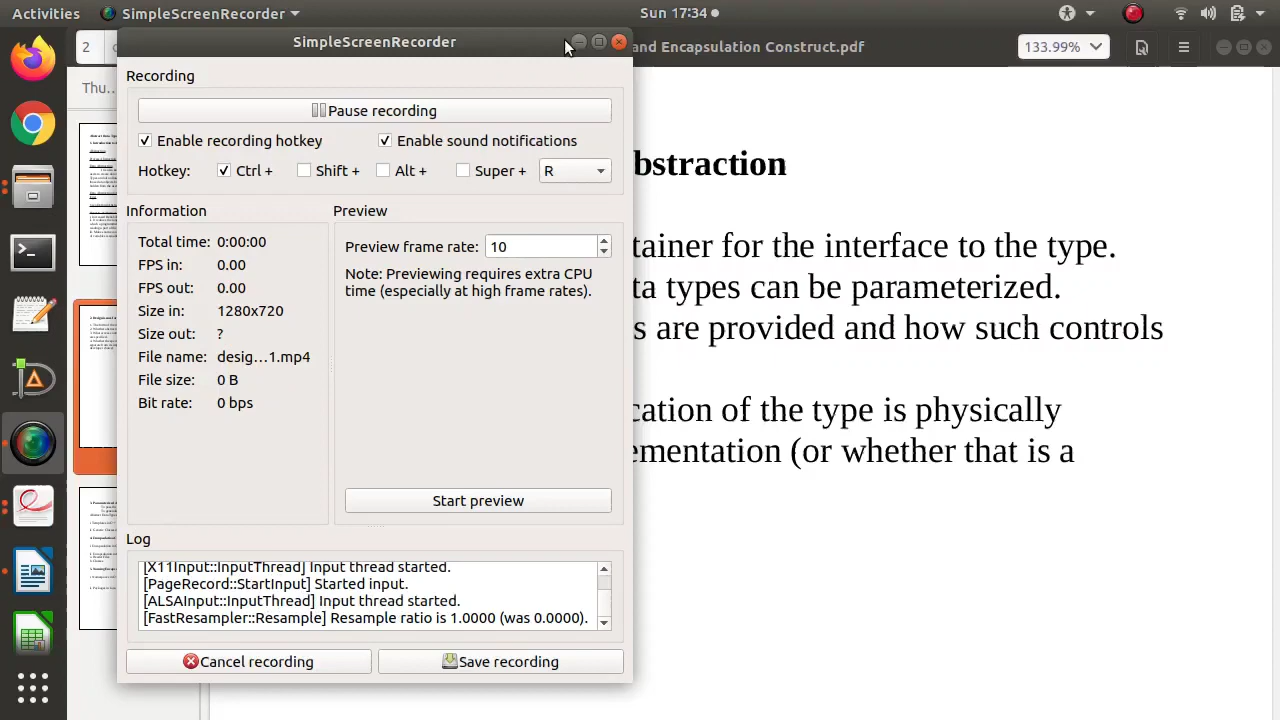 Activities
SimpleScreenRecorder
Sun 17:34
2
and Encapsulation Construct.pdf
133.99%
SimpleScreenRecorder
Recording
Pause recording
Enable recording hotkey
Enable sound notifications
Hotkey:
Ctrl +
Shift +
Alt +
Super +
R
Information
Total time: 0:00:00
FPS in: 0.00
FPS out: 0.00
Size in: 1280x720
Size out: ?
File name: desig…1.mp4
File size: 0 B
Bit rate: 0 bps
Preview
Preview frame rate: 10
Note: Previewing requires extra CPU
time (especially at high frame rates).
Start preview
Log
[X11Input::InputThread] Input thread started.
[PageRecord::StartInput] Started input.
[ALSAInput::InputThread] Input thread started.
[FastResampler::Resample] Resample ratio is 1.0000 (was 0.0000).
Cancel recording
Save recording
Thu...
bstraction
tainer for the interface to the type.
ta types can be parameterized.
s are provided and how such controls
cation of the type is physically
ementation (or whether that is a